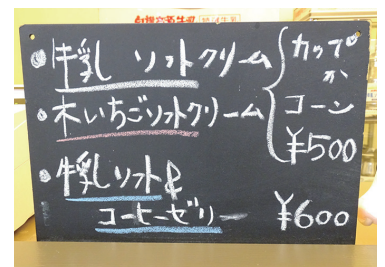 ・牛乳 ソフトクリーム
・木いちごソフトクリーム
カップ
か
コーン
¥500
・牛乳ソフト&
コーヒーゼリー ¥600